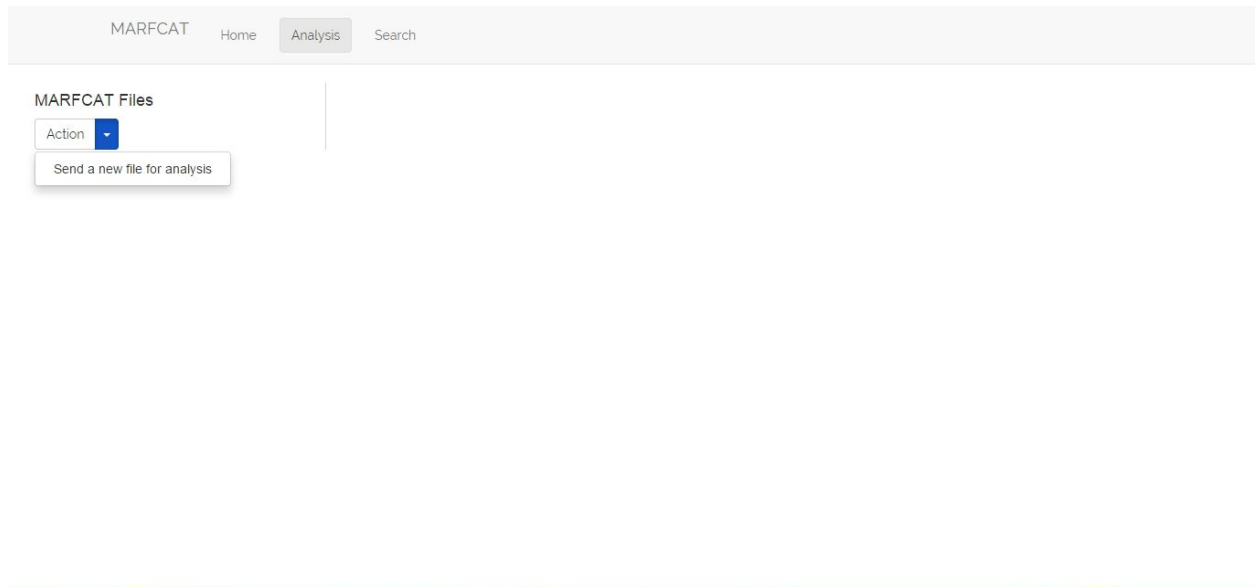 MARFCAT Home Analysis Search
MARFCAT Files
Action
Send a new file for analysis